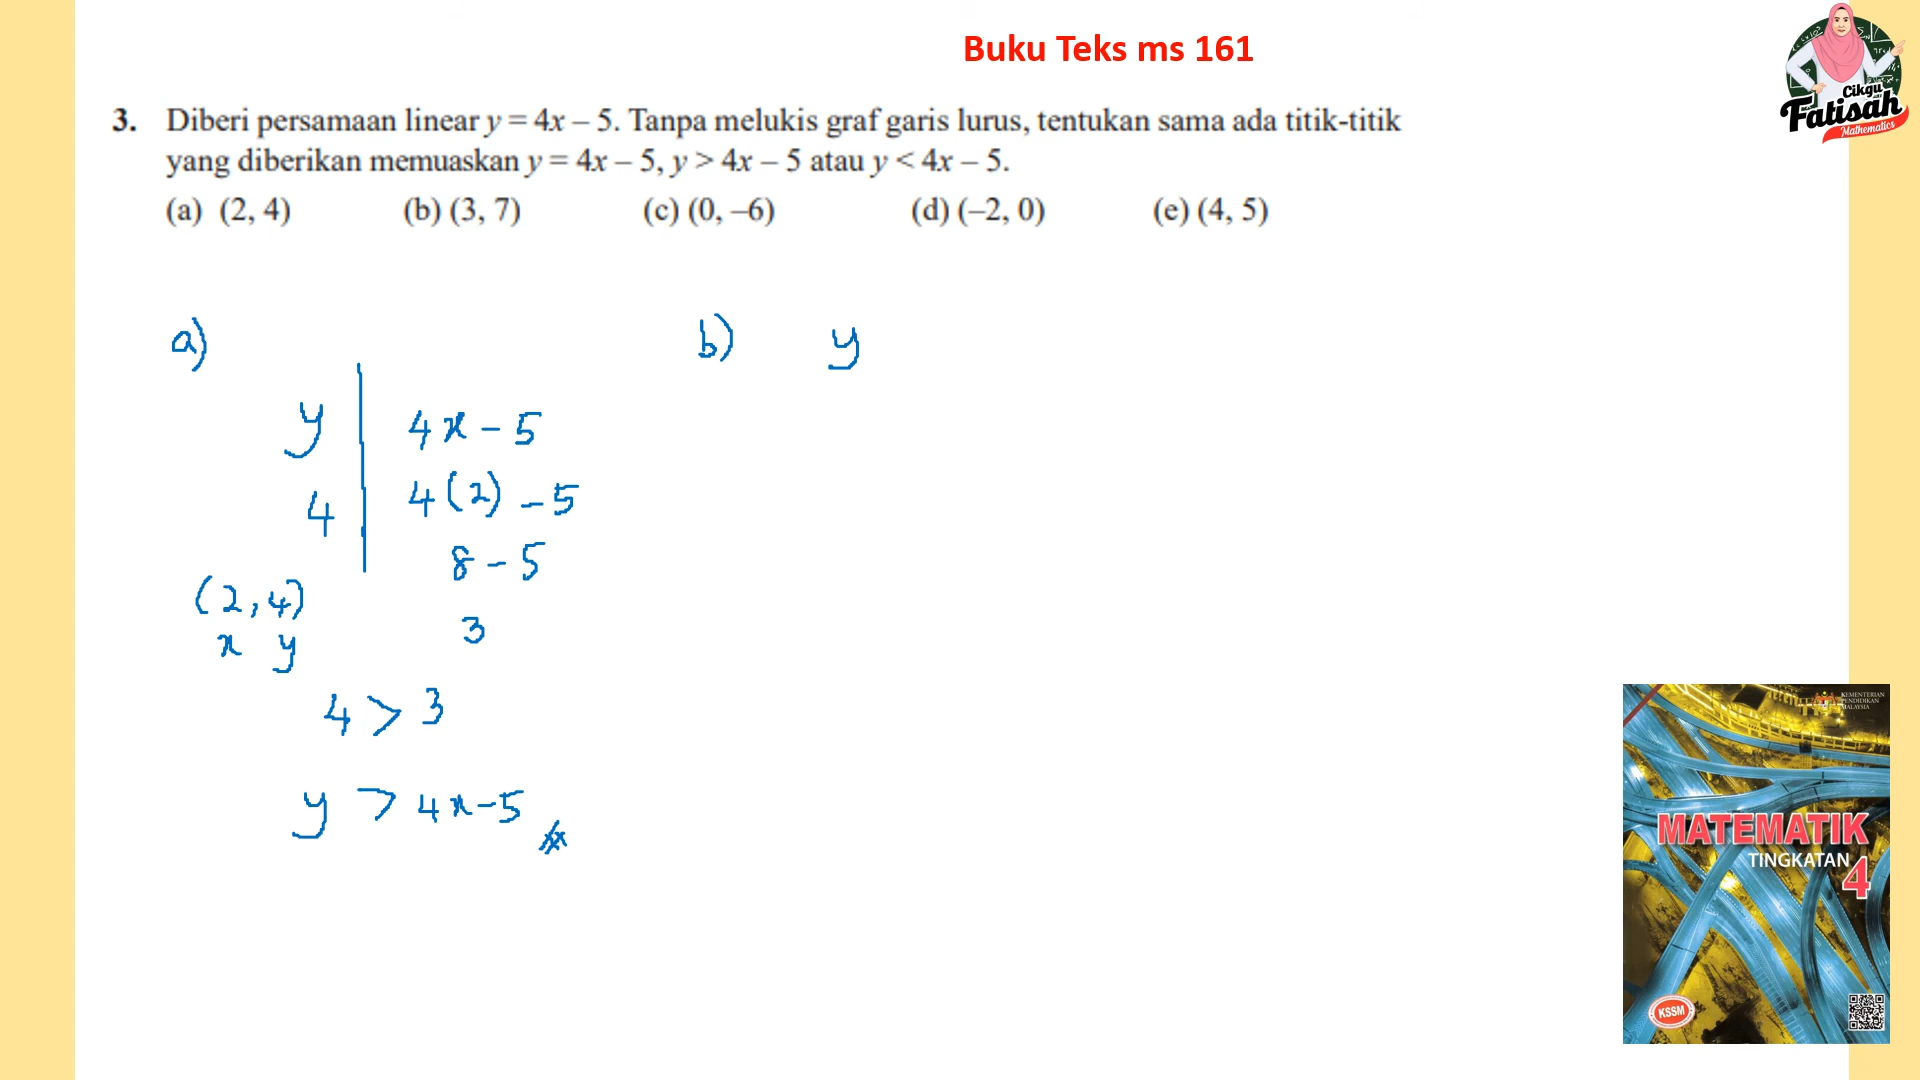 Buku Teks ms 161
Cikgu
Fatisah
Mathematics
3. Diberi persamaan linear y = 4x – 5. Tanpa melukis graf garis lurus, tentukan sama ada titik-titik
yang diberikan memuaskan y = 4x – 5, y > 4x – 5 atau y < 4x – 5.
(a) (2, 4) (b) (3, 7) (c) (0, –6) (d) (–2, 0) (e) (4, 5)
a)
y | 4x - 5
4 | 4(2) - 5
8 - 5
3
(2, 4)
x y
4 > 3
y > 4x - 5
b) y
KEMENTERIAN
PENDIDIKAN
MALAYSIA
MATEMATIK
TINGKATAN 4
KSSM